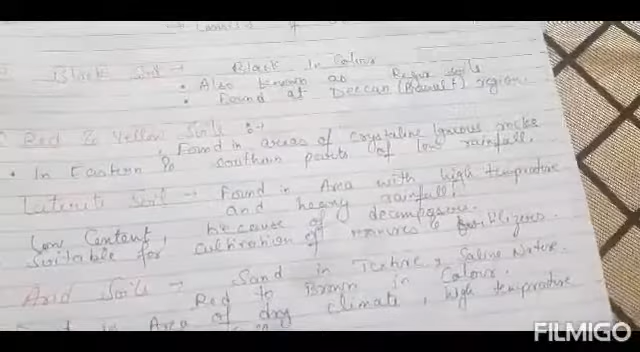 Black Soil → Black In Colour
• Also known as Regur soils
• Found at Deccan (Basalt) region.
Red & Yellow Soils :→
• Found in areas of crystaline Igneous rocks
• In Eastern & southern parts of low rainfall.
Laterite Soil → Found in Area with high temperature
and heavy rainfall.
Low Content, because of decomposers.
Suitable for cultivation of manures & fertilizers.
Arid Soils → Sand in Texture, Saline Nature.
Red to Brown in Colour.
in Area of dry climate, high temperature
FILMIGO